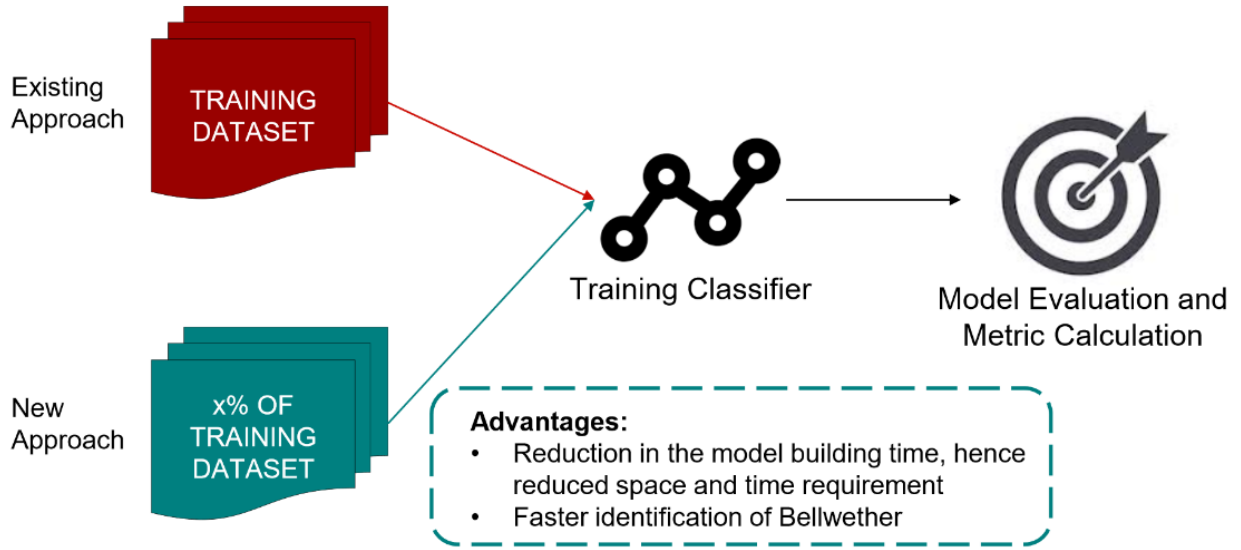 Existing
Approach
TRAINING
DATASET
Training Classifier
Model Evaluation and
Metric Calculation
New
Approach
x% OF
TRAINING
DATASET
Advantages:
• Reduction in the model building time, hence
reduced space and time requirement
• Faster identification of Bellwether